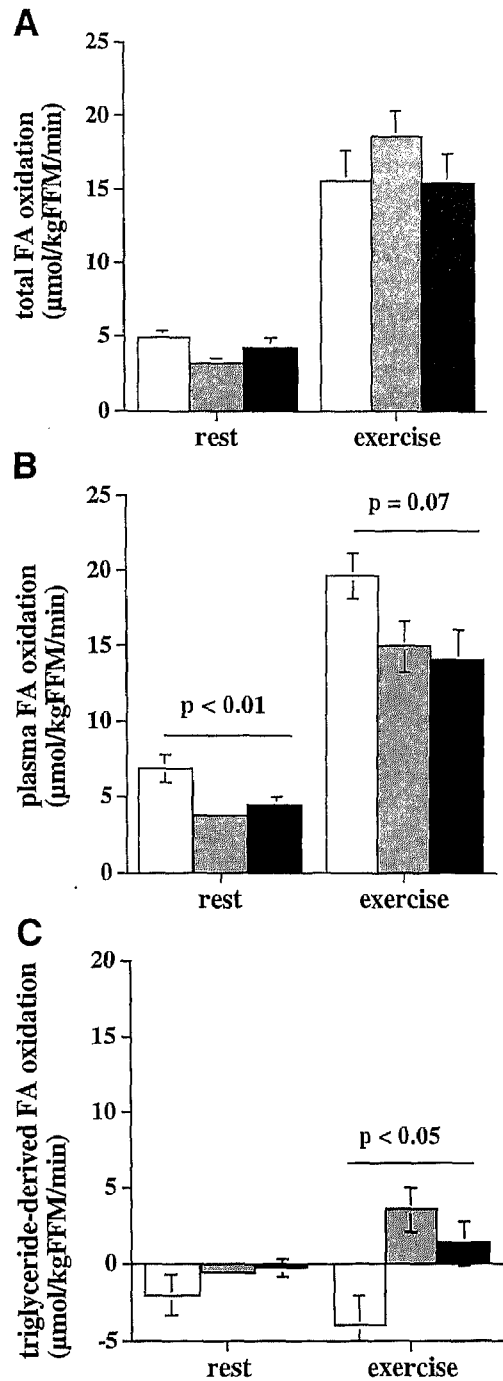 A
total FA oxidation
(μmol/kgFFM/min)
25
20
15
10
5
0
rest exercise
B
plasma FA oxidation
(μmol/kgFFM/min)
25
20
15
10
5
0
p < 0.01
p = 0.07
rest exercise
C
triglyceride-derived FA oxidation
(μmol/kgFFM/min)
20
15
10
5
0
-5
p < 0.05
rest exercise